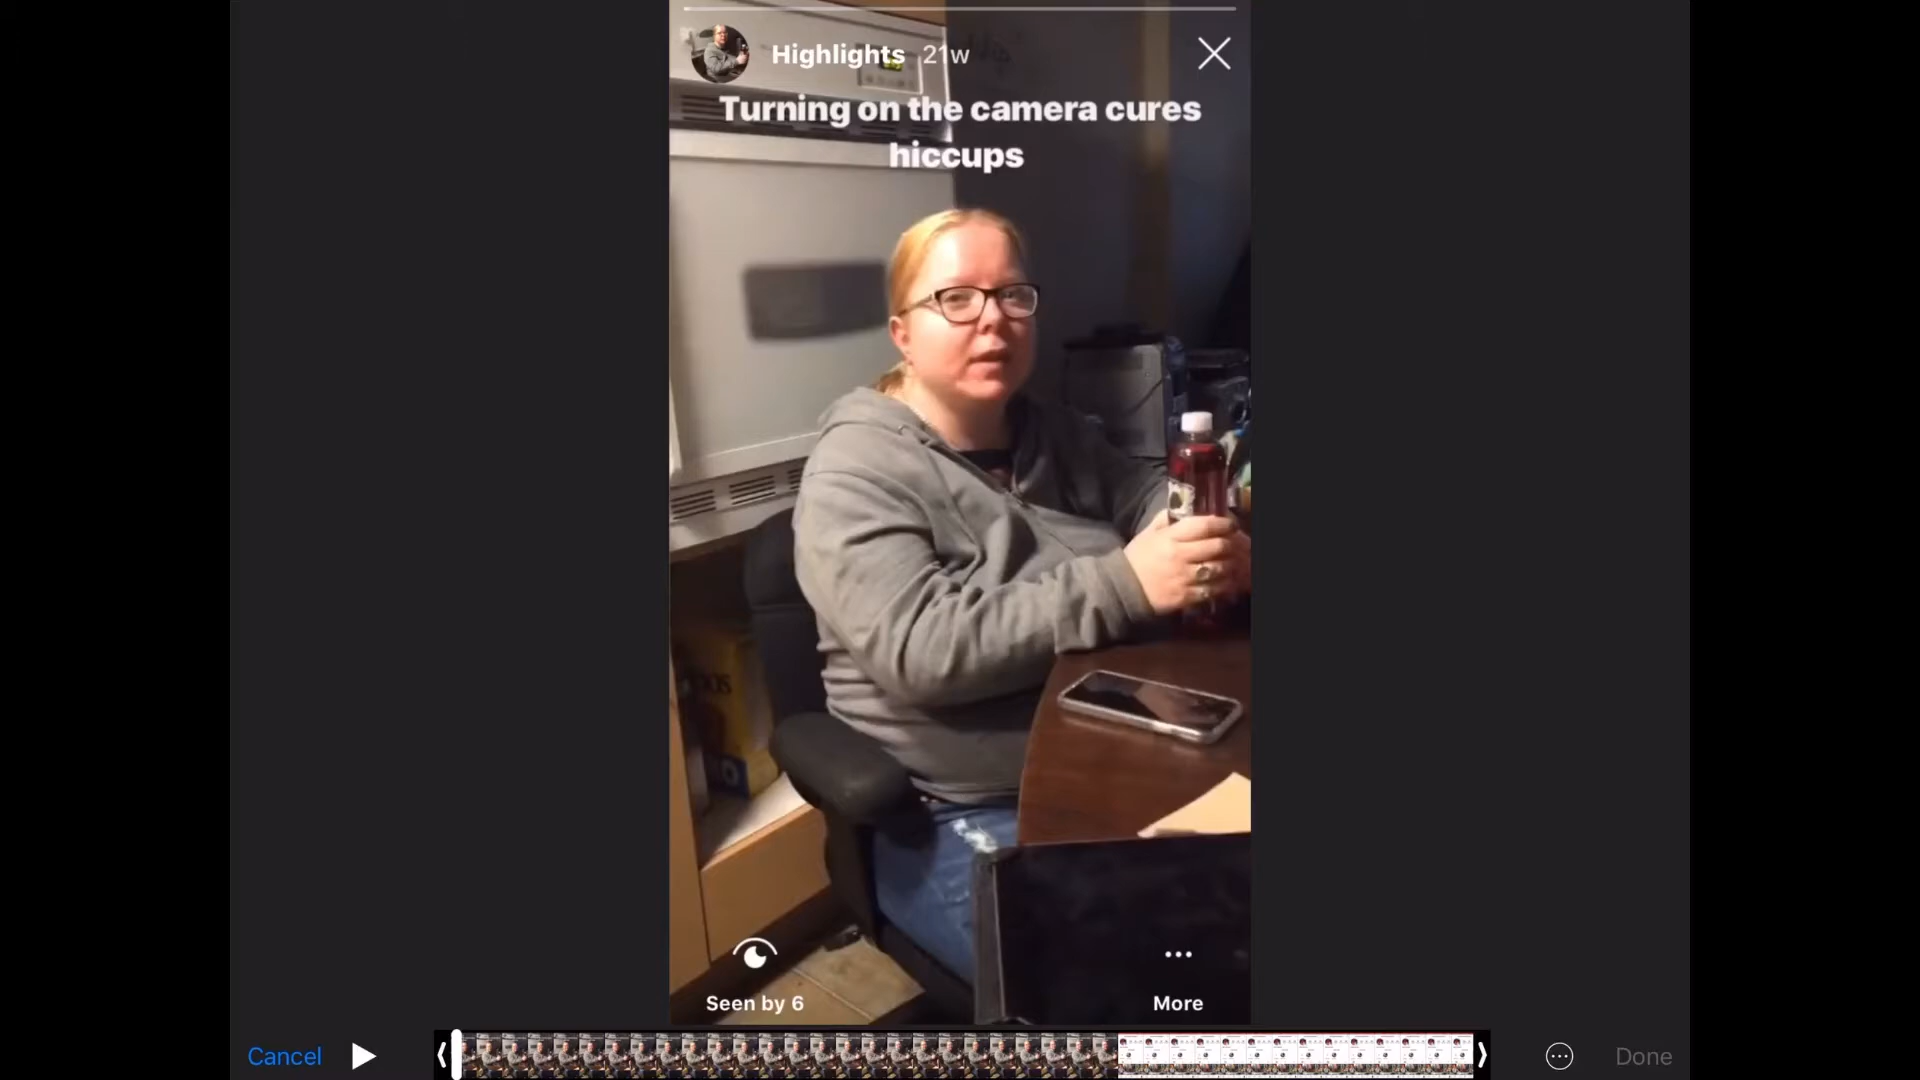 Highlights 21w
Turning on the camera cures
hiccups
Seen by 6
More
Cancel
Done